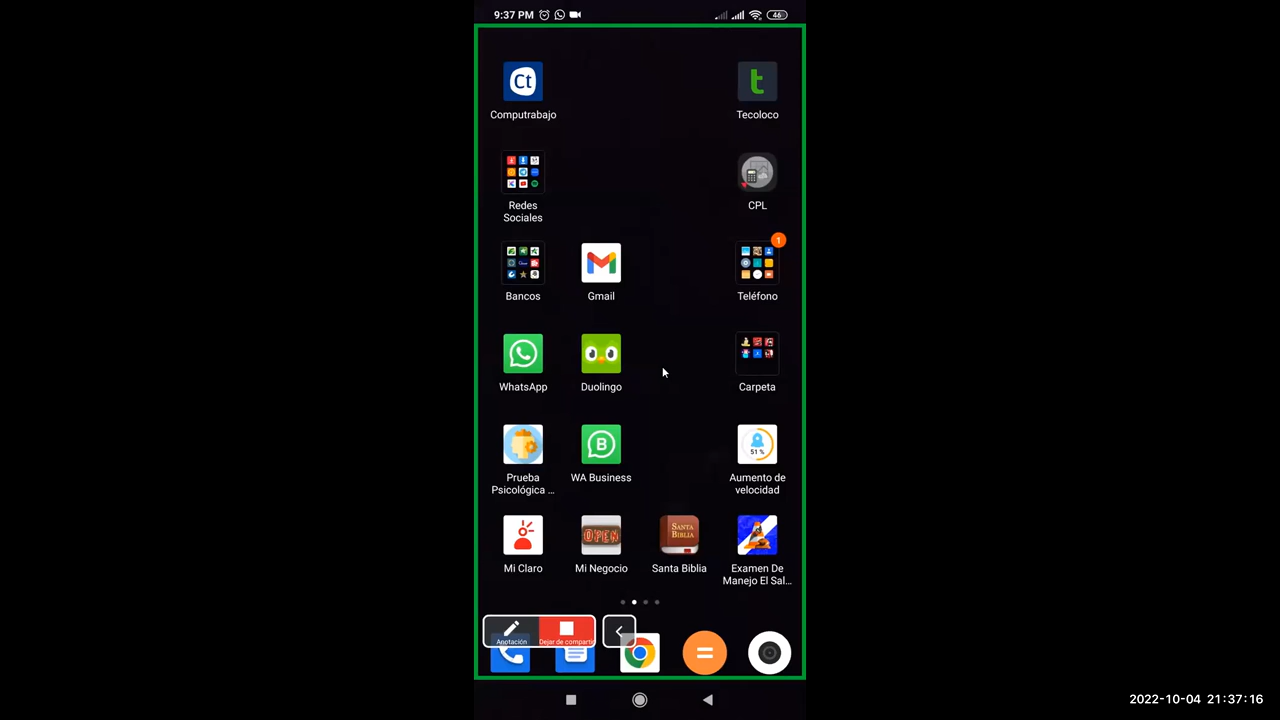 9:37 PM
46
Ct
t
Computrabajo
Tecoloco
Redes
Sociales
CPL
1
Bancos
Gmail
Teléfono
WhatsApp
Duolingo
Carpeta
B
51 %
Prueba
Psicológica ...
WA Business
Aumento de
velocidad
OPEN
SANTA
BIBLIA
Mi Claro
Mi Negocio
Santa Biblia
Examen De
Manejo El Sal...
Anotación
Dejar de compartir
2022-10-04 21:37:16